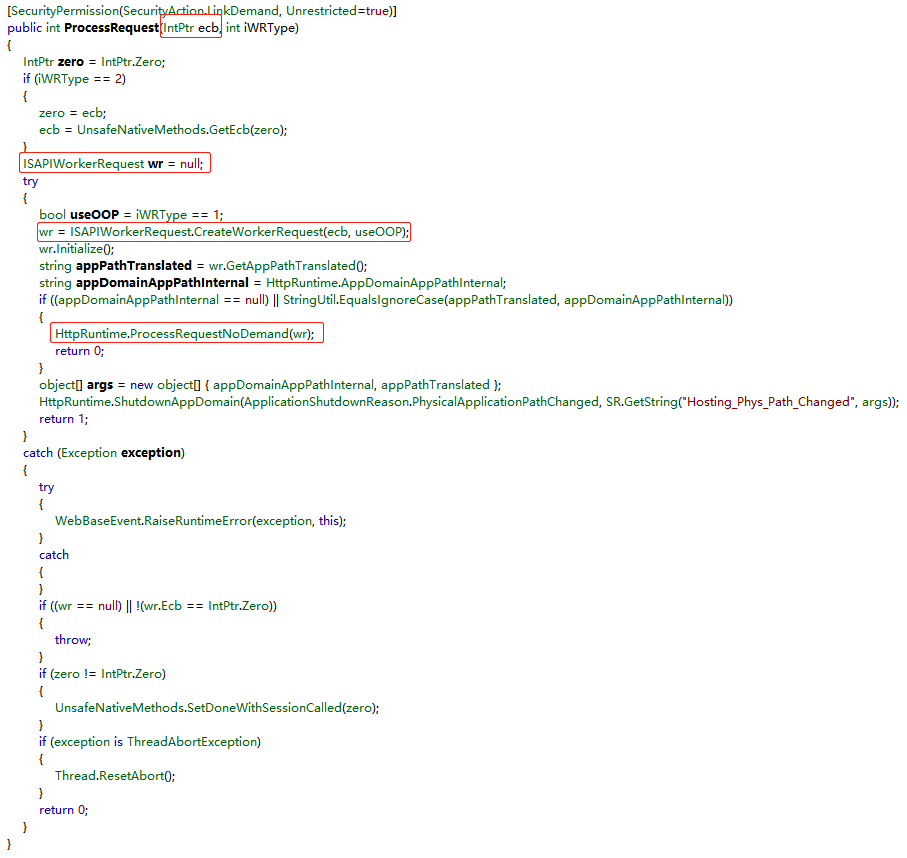 [SecurityPermission(SecurityAction.LinkDemand, Unrestricted=true)]
public int ProcessRequest(IntPtr ecb, int iWRType)
{
IntPtr zero = IntPtr.Zero;
if (iWRType == 2)
{
zero = ecb;
ecb = UnsafeNativeMethods.GetEcb(zero);
}
ISAPIWorkerRequest wr = null;
try
{
bool useOOP = iWRType == 1;
wr = ISAPIWorkerRequest.CreateWorkerRequest(ecb, useOOP);
wr.Initialize();
string appPathTranslated = wr.GetAppPathTranslated();
string appDomainAppPathInternal = HttpRuntime.AppDomainAppPathInternal;
if ((appDomainAppPathInternal == null) || StringUtil.EqualsIgnoreCase(appPathTranslated, appDomainAppPathInternal))
{
HttpRuntime.ProcessRequestNoDemand(wr);
return 0;
}
object[] args = new object[] { appDomainAppPathInternal, appPathTranslated };
HttpRuntime.ShutdownAppDomain(ApplicationShutdownReason.PhysicalApplicationPathChanged, SR.GetString("Hosting_Phys_Path_Changed", args));
return 1;
}
catch (Exception exception)
{
try
{
WebBaseEvent.RaiseRuntimeError(exception, this);
}
catch
{
}
if ((wr == null) || !(wr.Ecb == IntPtr.Zero))
{
throw;
}
if (zero != IntPtr.Zero)
{
UnsafeNativeMethods.SetDoneWithSessionCalled(zero);
}
if (exception is ThreadAbortException)
{
Thread.ResetAbort();
}
return 0;
}
}